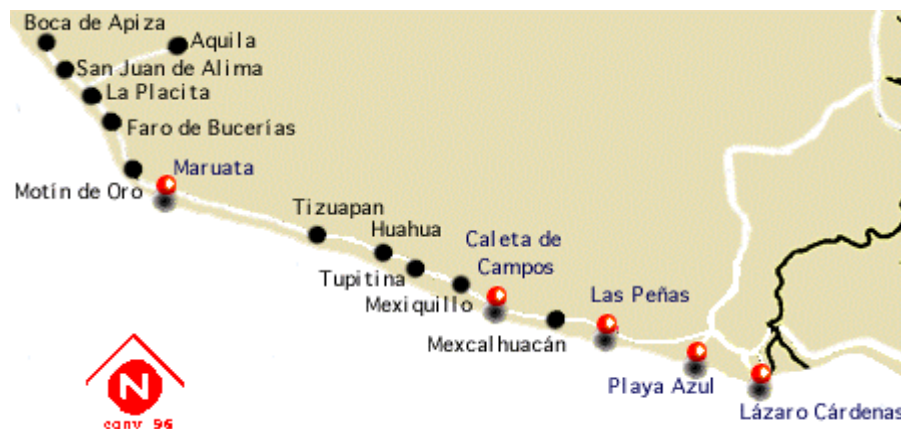 Boca de Apiza
Aquila
San Juan de Alima
La Placita
Faro de Bucerías
Maruata
Motín de Oro
Tizuapan
Huahua
Caleta de
Campos
Tupitina
Mexiquillo
Las Peñas
Mexcalhuacán
Playa Azul
Lázaro Cárdenas
N
96